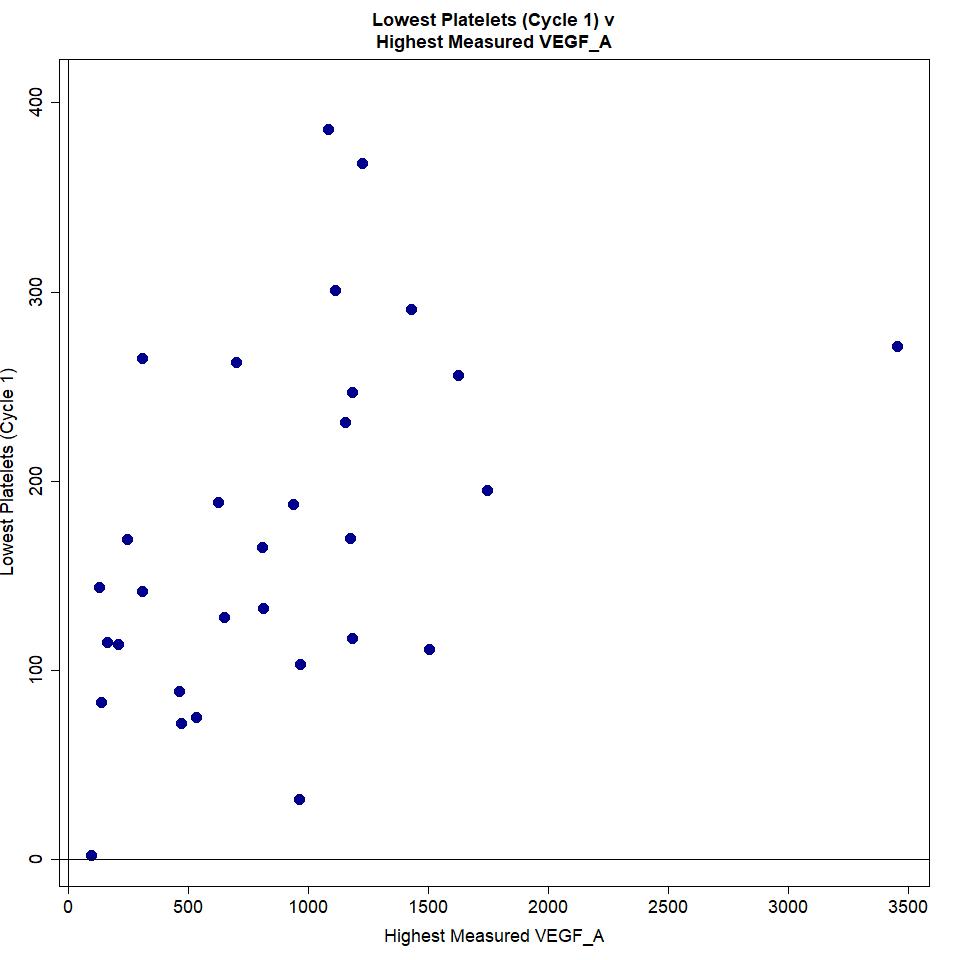 Lowest Platelets (Cycle 1) v
Highest Measured VEGF_A
Lowest Platelets (Cycle 1)
400
300
200
100
0
0 500 1000 1500 2000 2500 3000 3500
Highest Measured VEGF_A